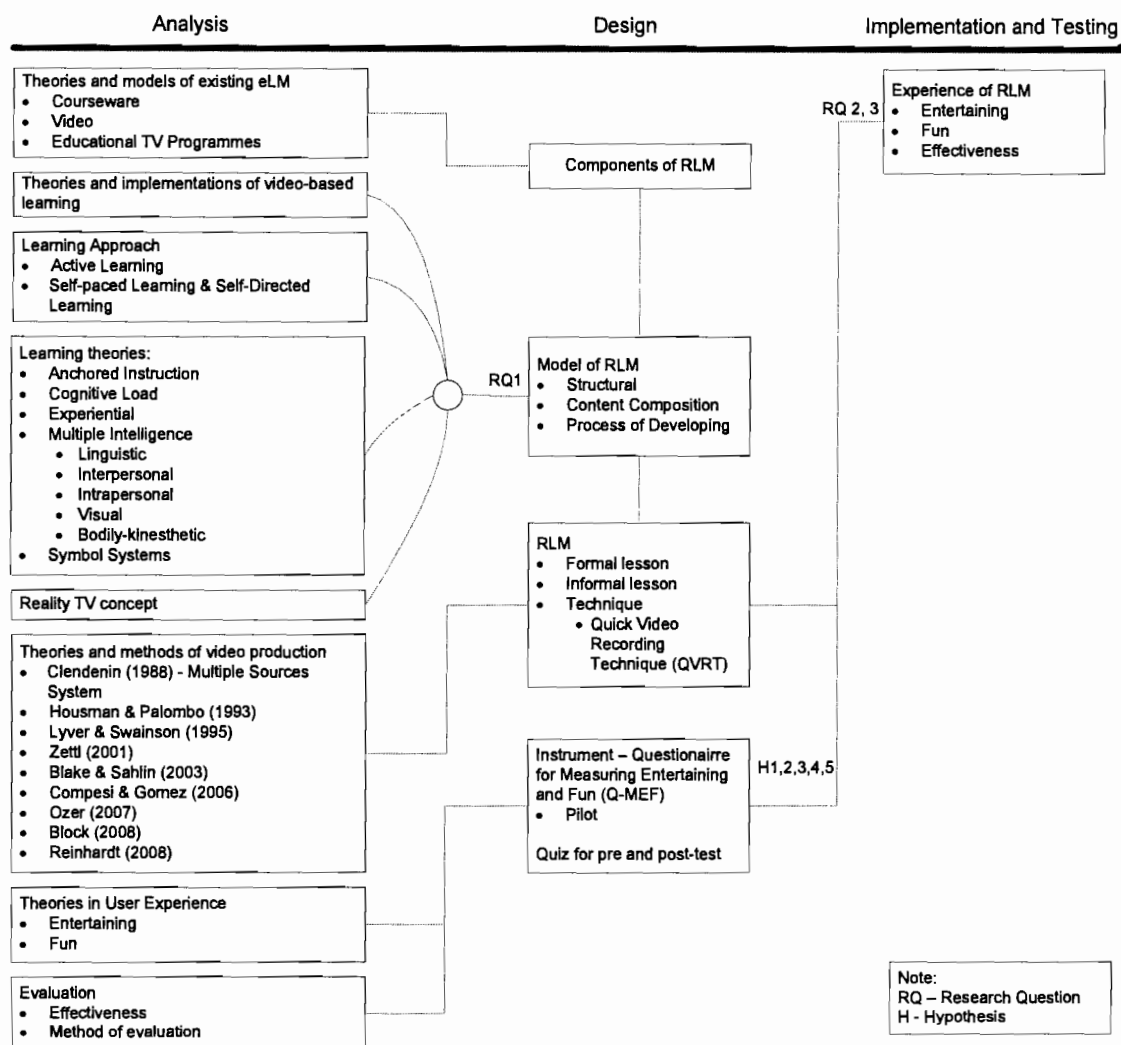 Analysis
Design
Implementation and Testing
Theories and models of existing eLM
• Courseware
• Video
• Educational TV Programmes
Theories and implementations of video-based
learning
Learning Approach
• Active Learning
• Self-paced Learning & Self-Directed
Learning
Learning theories:
• Anchored Instruction
• Cognitive Load
• Experiential
• Multiple Intelligence
• Linguistic
• Interpersonal
• Intrapersonal
• Visual
• Bodily-kinesthetic
• Symbol Systems
Reality TV concept
Theories and methods of video production
• Clendenin (1988) - Multiple Sources
System
• Housman & Palombo (1993)
• Lyver & Swainson (1995)
• Zettl (2001)
• Blake & Sahlin (2003)
• Compesi & Gomez (2006)
• Ozer (2007)
• Block (2008)
• Reinhardt (2008)
Theories in User Experience
• Entertaining
• Fun
Evaluation
• Effectiveness
• Method of evaluation
Components of RLM
RQ1
Model of RLM
• Structural
• Content Composition
• Process of Developing
RLM
• Formal lesson
• Informal lesson
• Technique
• Quick Video
Recording
Technique (QVRT)
Instrument – Questionairre
for Measuring Entertaining
and Fun (Q-MEF)
• Pilot
Quiz for pre and post-test
H1,2,3,4,5
RQ 2, 3
Experience of RLM
• Entertaining
• Fun
• Effectiveness
Note:
RQ – Research Question
H - Hypothesis